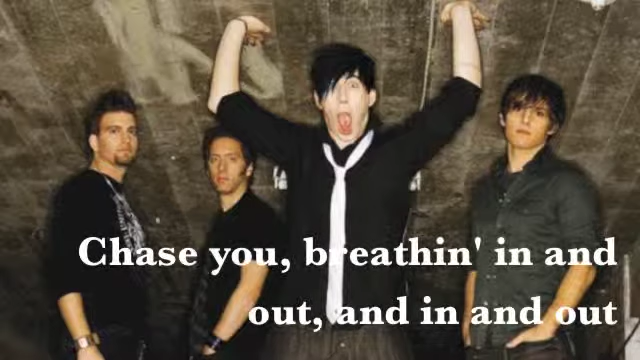 Chase you, breathin' in and
out, and in and out